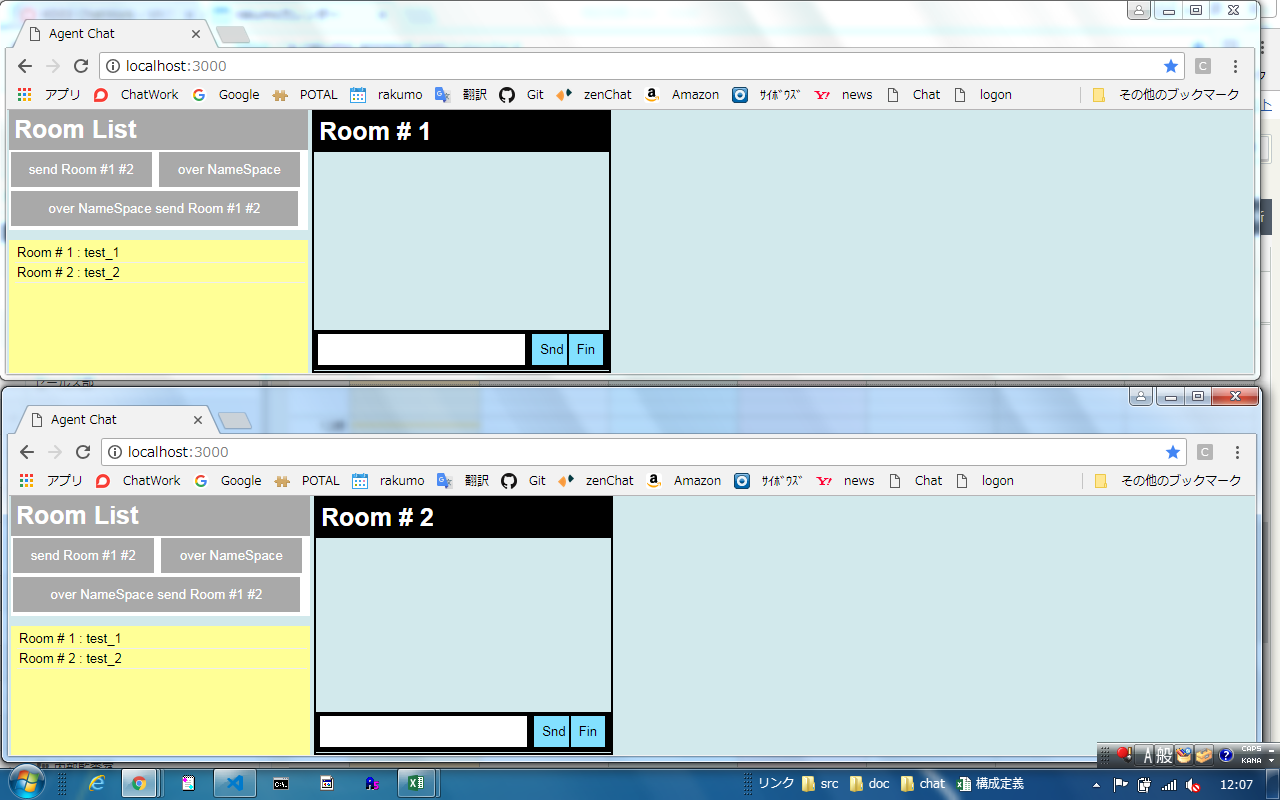 Agent Chat
localhost:3000
アプリ ChatWork Google POTAL rakumo 翻訳 Git zenChat Amazon ｻｲﾎﾞｳｽﾞ news Chat logon その他のブックマーク
Room List
send Room #1 #2 over NameSpace
over NameSpace send Room #1 #2
Room # 1 : test_1
Room # 2 : test_2
Room # 1
Snd Fin
Agent Chat
localhost:3000
アプリ ChatWork Google POTAL rakumo 翻訳 Git zenChat Amazon ｻｲﾎﾞｳｽﾞ news Chat logon その他のブックマーク
Room List
send Room #1 #2 over NameSpace
over NameSpace send Room #1 #2
Room # 1 : test_1
Room # 2 : test_2
Room # 2
Snd Fin
A 般 CAPS KANA
リンク src doc chat 構成定義 12:07